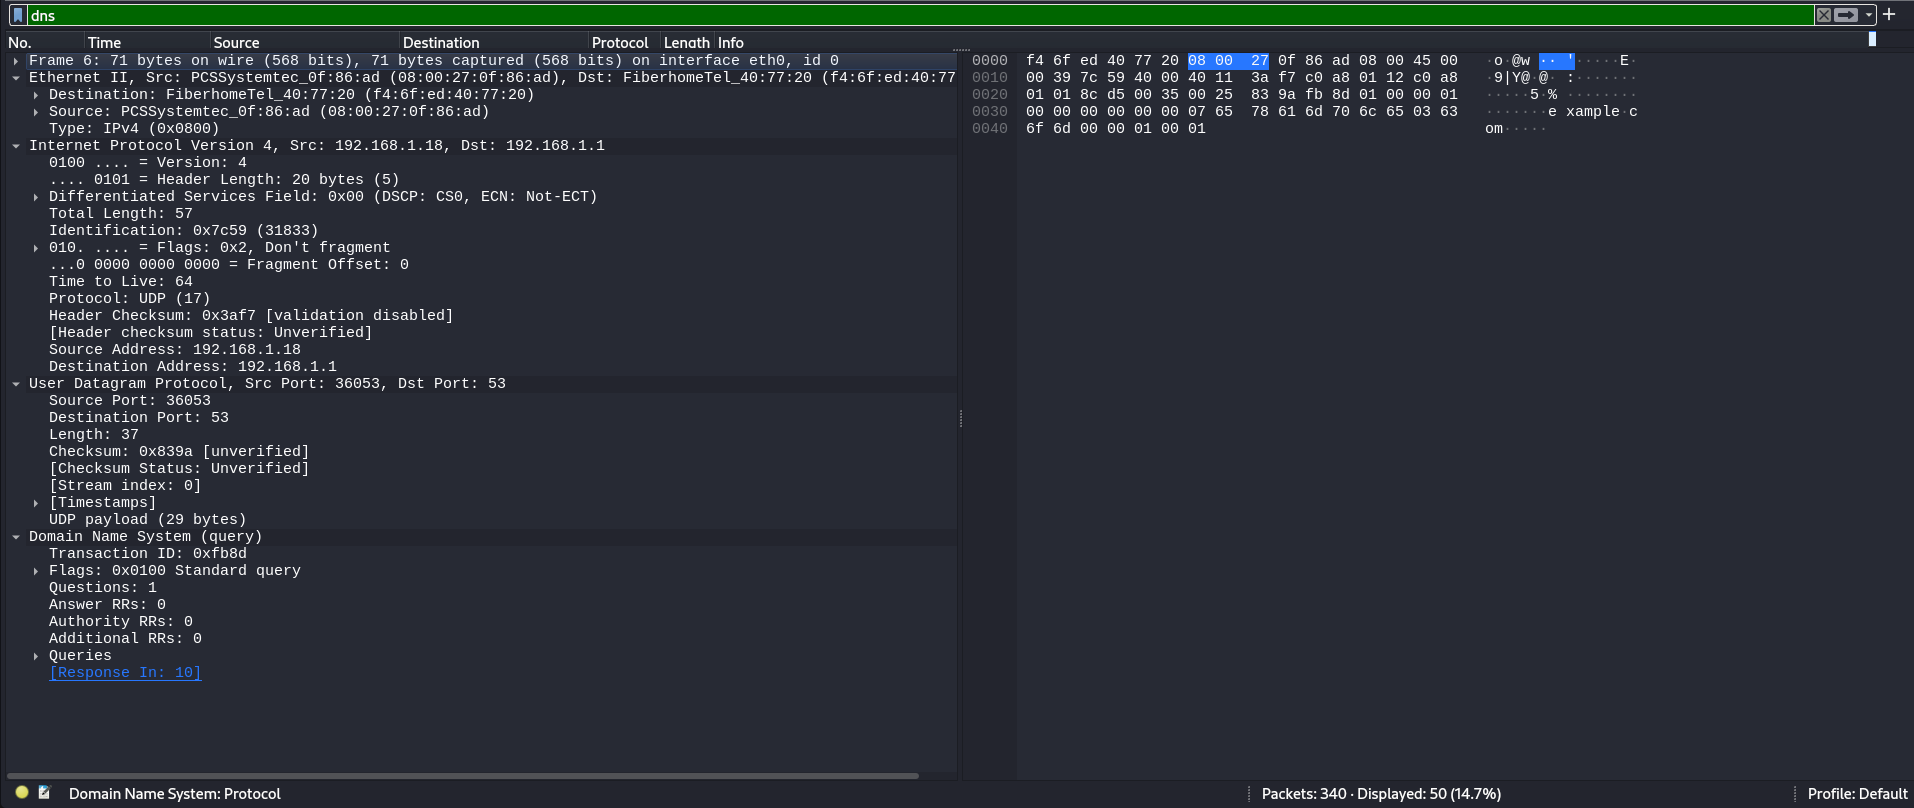 dns
No. Time Source Destination Protocol Length Info
Frame 6: 71 bytes on wire (568 bits), 71 bytes captured (568 bits) on interface eth0, id 0
Ethernet II, Src: PCSSystemtec_0f:86:ad (08:00:27:0f:86:ad), Dst: FiberhomeTel_40:77:20 (f4:6f:ed:40:77
Destination: FiberhomeTel_40:77:20 (f4:6f:ed:40:77:20)
Source: PCSSystemtec_0f:86:ad (08:00:27:0f:86:ad)
Type: IPv4 (0x0800)
Internet Protocol Version 4, Src: 192.168.1.18, Dst: 192.168.1.1
0100 .... = Version: 4
.... 0101 = Header Length: 20 bytes (5)
Differentiated Services Field: 0x00 (DSCP: CS0, ECN: Not-ECT)
Total Length: 57
Identification: 0x7c59 (31833)
010. .... = Flags: 0x2, Don't fragment
...0 0000 0000 0000 = Fragment Offset: 0
Time to Live: 64
Protocol: UDP (17)
Header Checksum: 0x3af7 [validation disabled]
[Header checksum status: Unverified]
Source Address: 192.168.1.18
Destination Address: 192.168.1.1
User Datagram Protocol, Src Port: 36053, Dst Port: 53
Source Port: 36053
Destination Port: 53
Length: 37
Checksum: 0x839a [unverified]
[Checksum Status: Unverified]
[Stream index: 0]
[Timestamps]
UDP payload (29 bytes)
Domain Name System (query)
Transaction ID: 0xfb8d
Flags: 0x0100 Standard query
Questions: 1
Answer RRs: 0
Authority RRs: 0
Additional RRs: 0
Queries
[Response In: 10]
0000 f4 6f ed 40 77 20 08 00 27 0f 86 ad 08 00 45 00 ·o·@w ··'·····E·
0010 00 39 7c 59 40 00 40 11 3a f7 c0 a8 01 12 c0 a8 ·9|Y@·@·:·······
0020 01 01 8c d5 00 35 00 25 83 9a fb 8d 01 00 00 01 ·····5·%········
0030 00 00 00 00 00 00 07 65 78 61 6d 70 6c 65 03 63 ·······e xample·c
0040 6f 6d 00 00 01 00 01 om·····
Domain Name System: Protocol
Packets: 340 · Displayed: 50 (14.7%)
Profile: Default